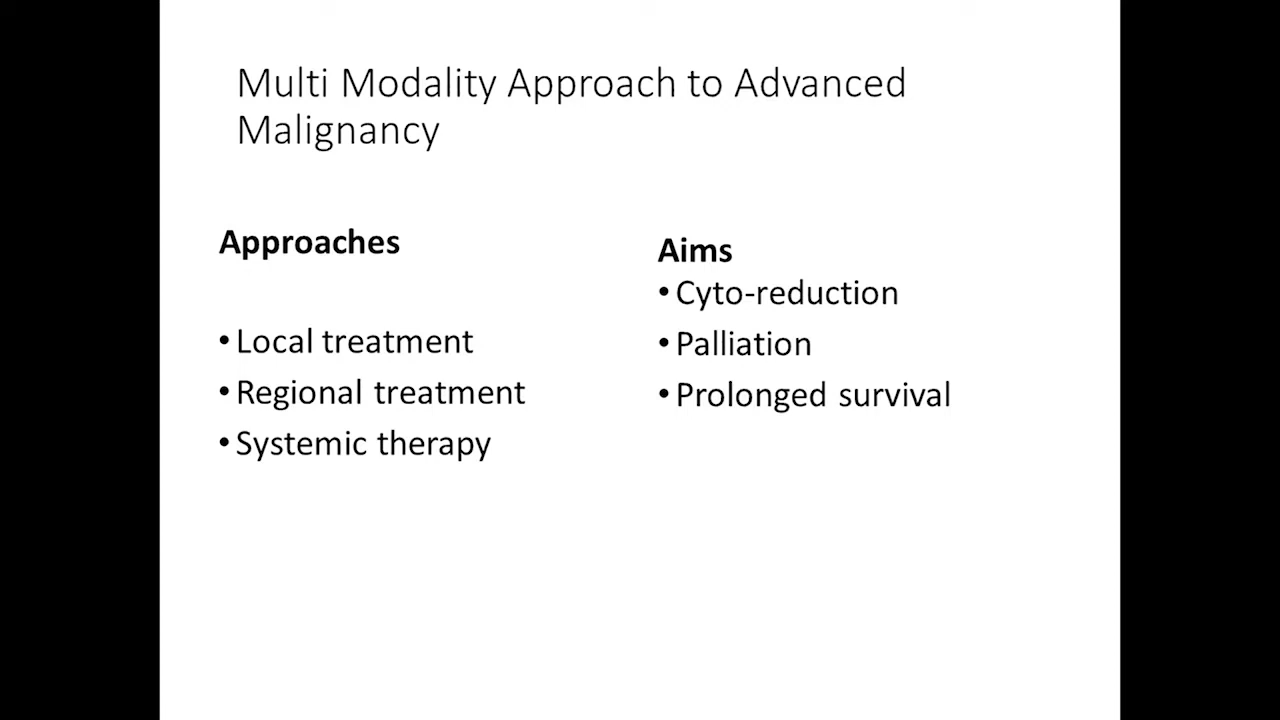 Multi Modality Approach to Advanced
Malignancy
Approaches
• Local treatment
• Regional treatment
• Systemic therapy
Aims
• Cyto-reduction
• Palliation
• Prolonged survival